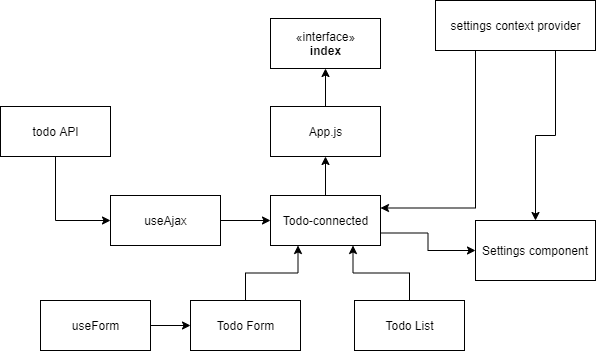 settings context provider
«interface»
index
todo API
App.js
useAjax
Todo-connected
Settings component
useForm
Todo Form
Todo List